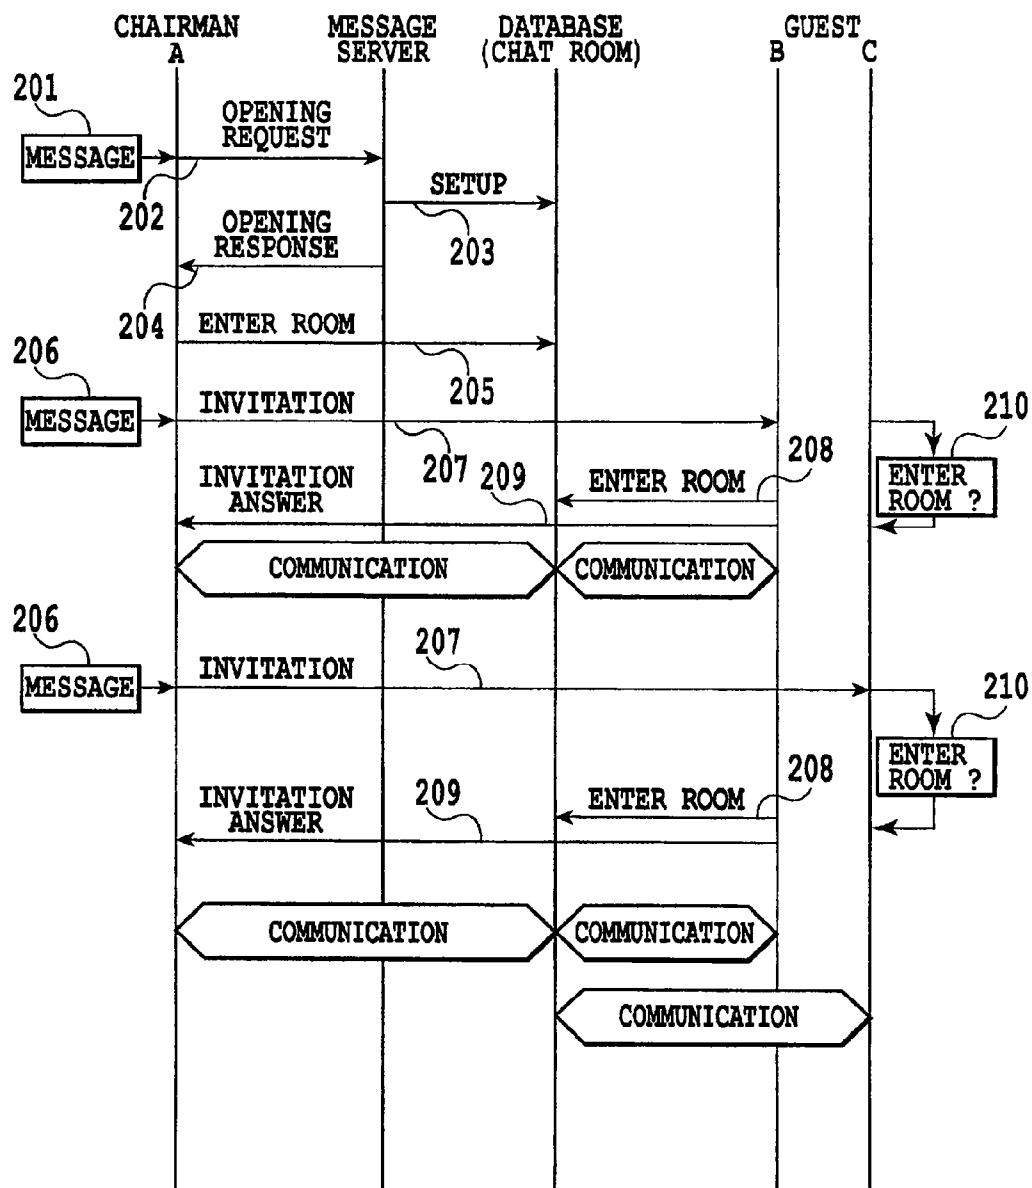 CHAIRMAN
A
MESSAGE
SERVER
DATABASE
(CHAT ROOM)
GUEST
B
C
201
MESSAGE
OPENING
REQUEST
202
SETUP
203
OPENING
RESPONSE
204
ENTER ROOM
205
206
MESSAGE
INVITATION
207
210
ENTER
ROOM ?
208
ENTER ROOM
209
INVITATION
ANSWER
COMMUNICATION
COMMUNICATION
206
MESSAGE
INVITATION
207
210
ENTER
ROOM ?
208
ENTER ROOM
209
INVITATION
ANSWER
COMMUNICATION
COMMUNICATION
COMMUNICATION